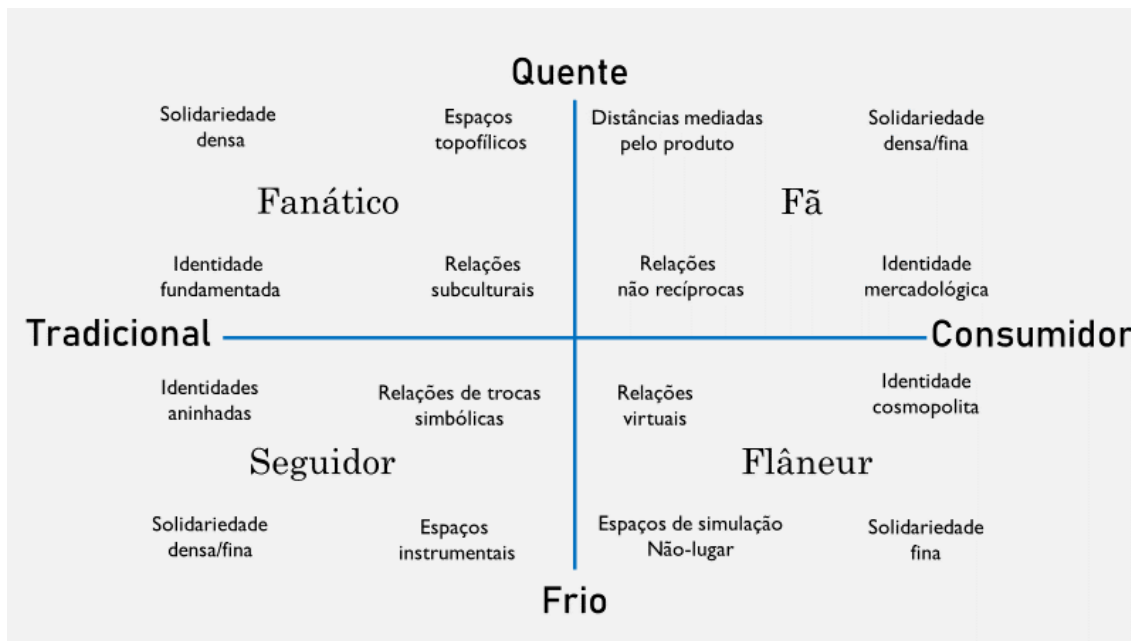 Quente
Solidariedade
densa
Espaços
topofílicos
Distâncias mediadas
pelo produto
Solidariedade
densa/fina
Fanático
Fã
Identidade
fundamentada
Relações
subculturais
Relações
não recíprocas
Identidade
mercadológica
Tradicional
Consumidor
Identidades
aninhadas
Relações de trocas
simbólicas
Relações
virtuais
Identidade
cosmopolita
Seguidor
Flâneur
Solidariedade
densa/fina
Espaços
instrumentais
Espaços de simulação
Não-lugar
Solidariedade
fina
Frio